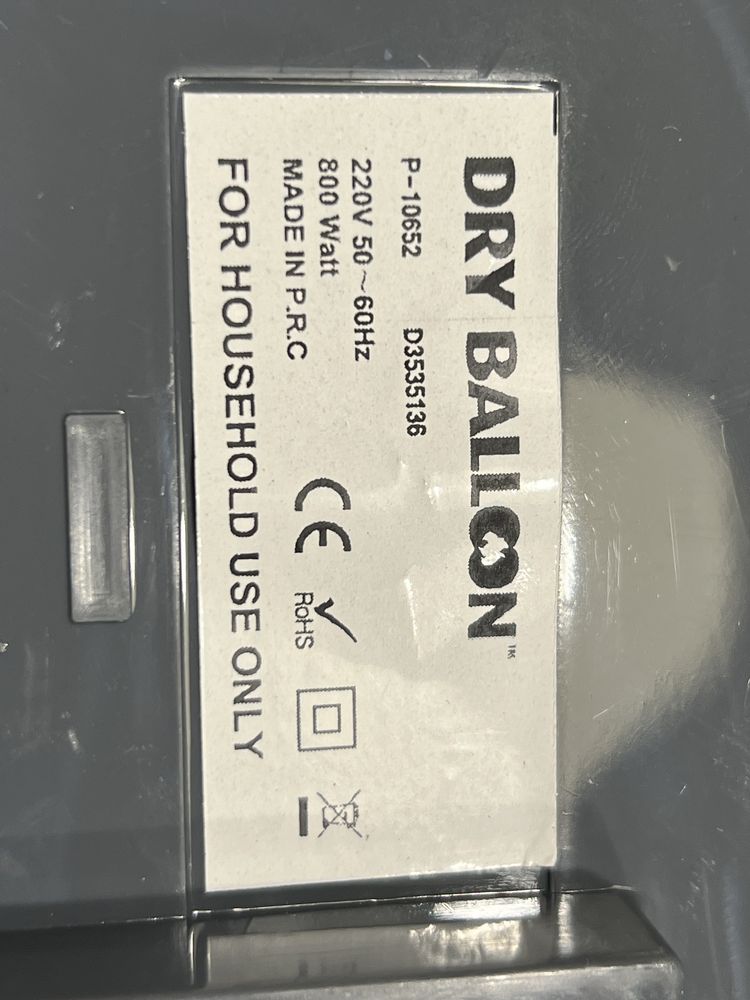 DRY BALLOON™
P-10652 D3535136
220V 50~60Hz
800 Watt
MADE IN P.R.C
CE RoHS
FOR HOUSEHOLD USE ONLY